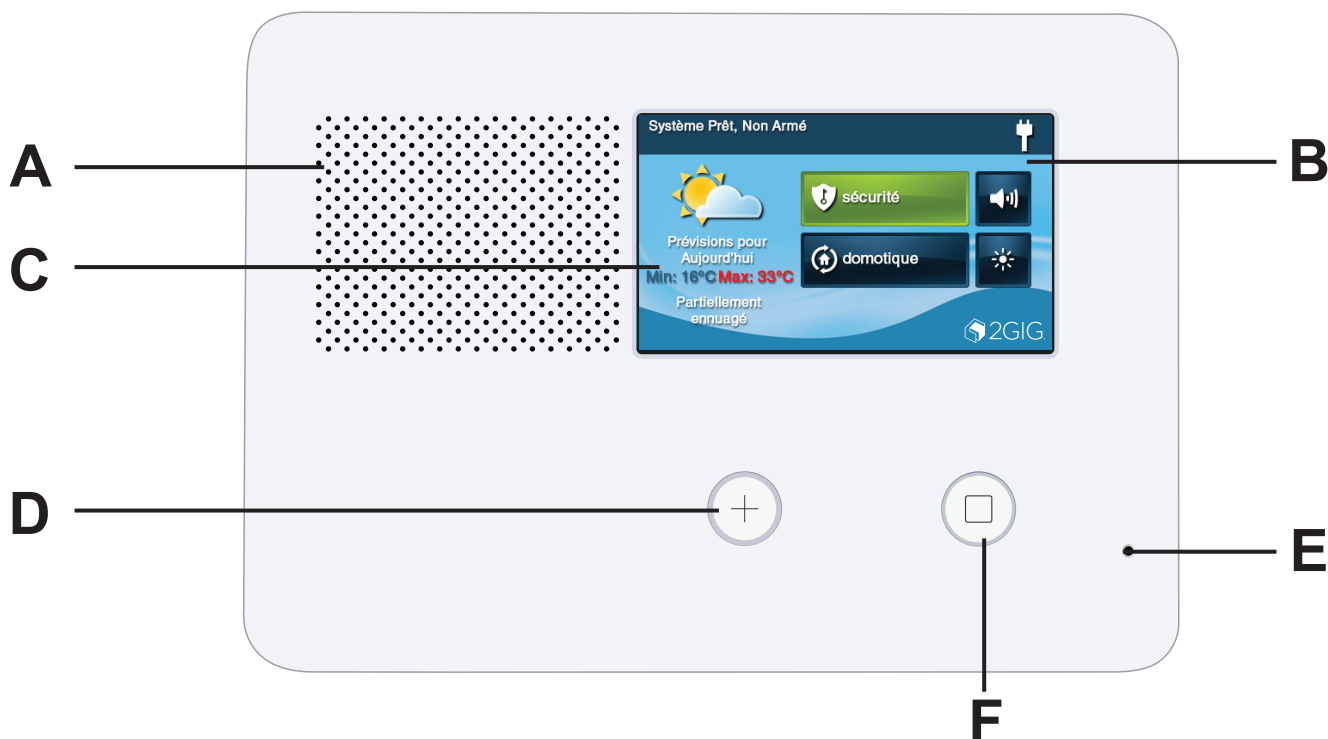 A
B
C
D
E
F
Système Prêt, Non Armé
sécurité
domotique
Prévisions pour
Aujourd'hui
Min: 16°C Max: 33°C
Partiellement
ennuagé
2GIG